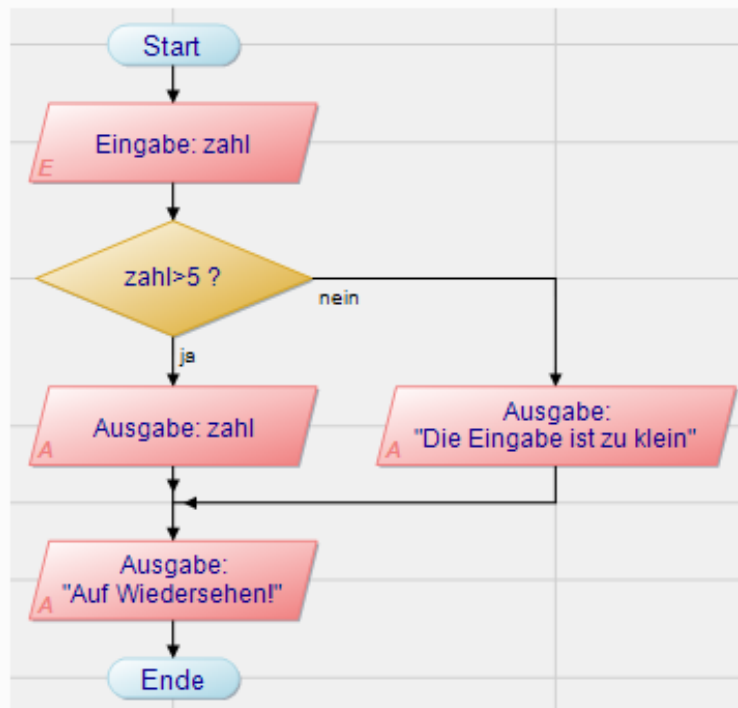 Start
Eingabe: zahl
E
zahl>5 ?
nein
ja
Ausgabe: zahl
A
Ausgabe:
"Die Eingabe ist zu klein"
A
Ausgabe:
"Auf Wiedersehen!"
A
Ende